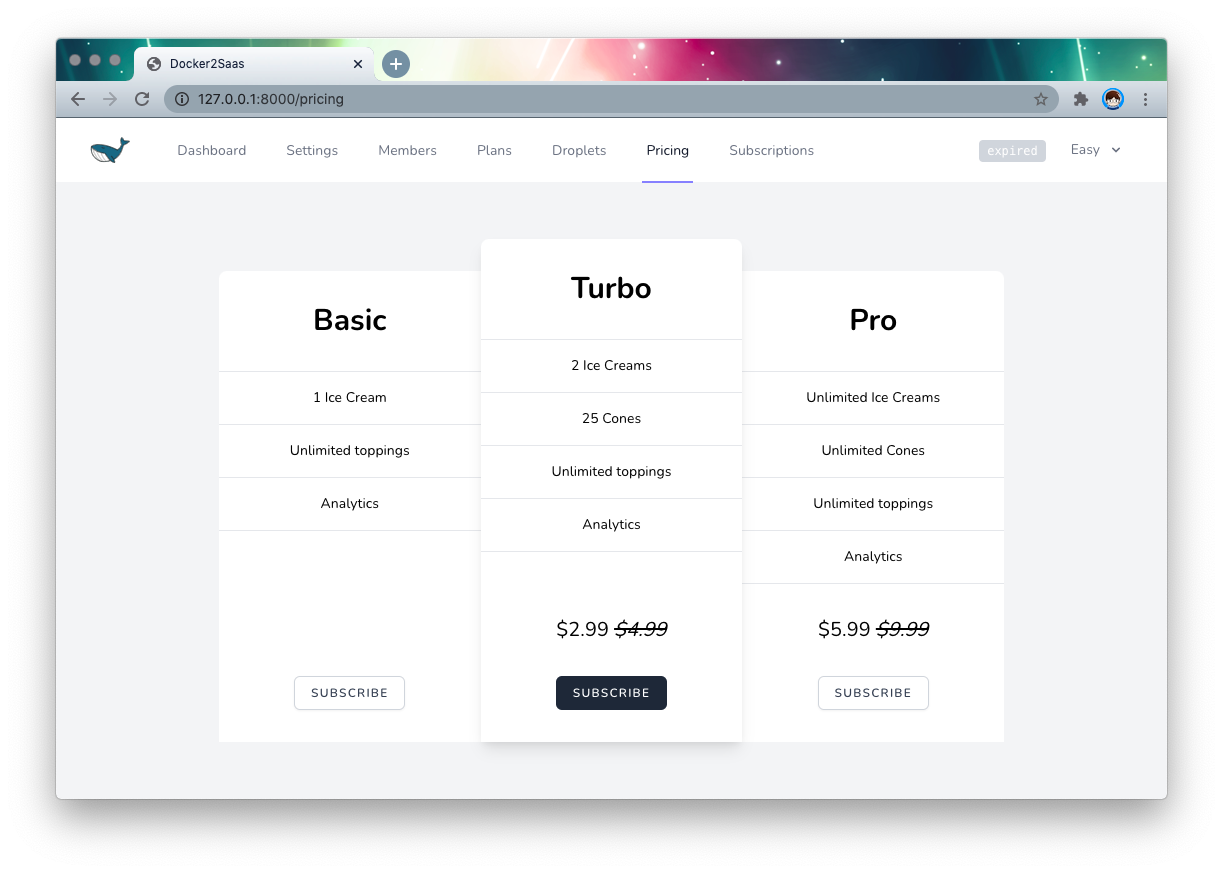 Docker2Saas
127.0.0.1:8000/pricing
Dashboard Settings Members Plans Droplets Pricing Subscriptions expired Easy
Basic
1 Ice Cream
Unlimited toppings
Analytics
SUBSCRIBE
Turbo
2 Ice Creams
25 Cones
Unlimited toppings
Analytics
$2.99 $4.99
SUBSCRIBE
Pro
Unlimited Ice Creams
Unlimited Cones
Unlimited toppings
Analytics
$5.99 $9.99
SUBSCRIBE